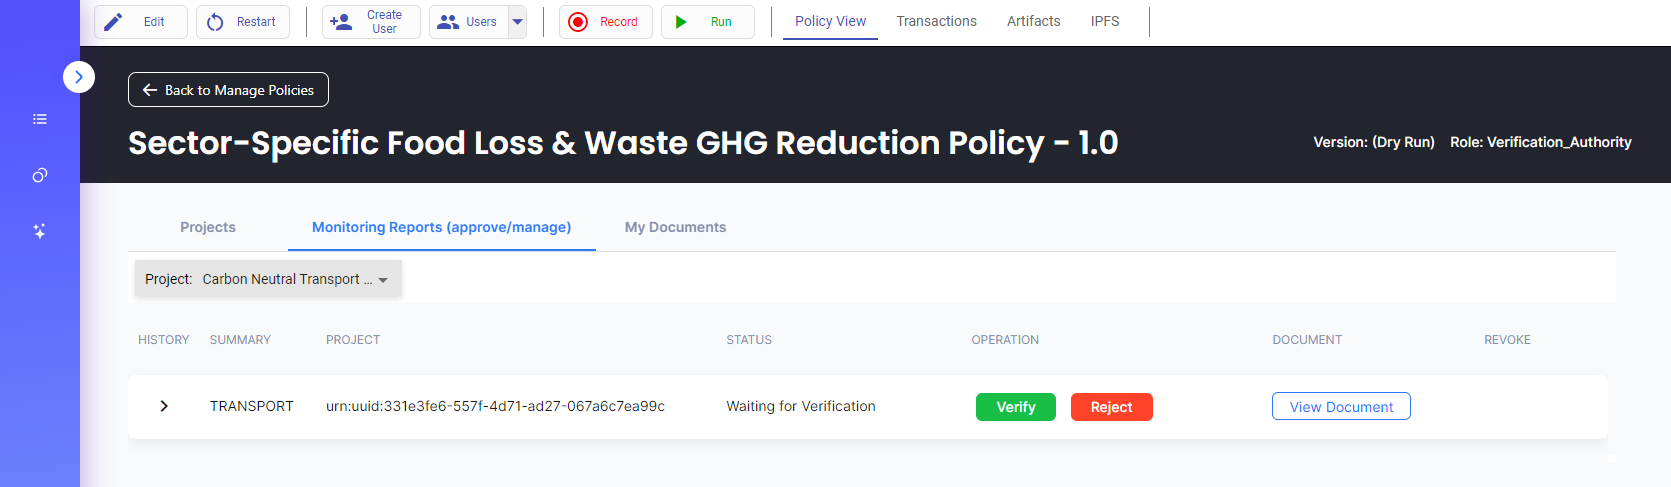 Edit
Restart
Create User
Users
Record
Run
Policy View
Transactions
Artifacts
IPFS
Back to Manage Policies
Sector-Specific Food Loss & Waste GHG Reduction Policy - 1.0
Version: (Dry Run) Role: Verification_Authority
Projects
Monitoring Reports (approve/manage)
My Documents
Project: Carbon Neutral Transport ...
HISTORY SUMMARY PROJECT STATUS OPERATION DOCUMENT REVOKE
TRANSPORT urn:uuid:331e3fe6-557f-4d71-ad27-067a6c7ea99c Waiting for Verification Verify Reject View Document